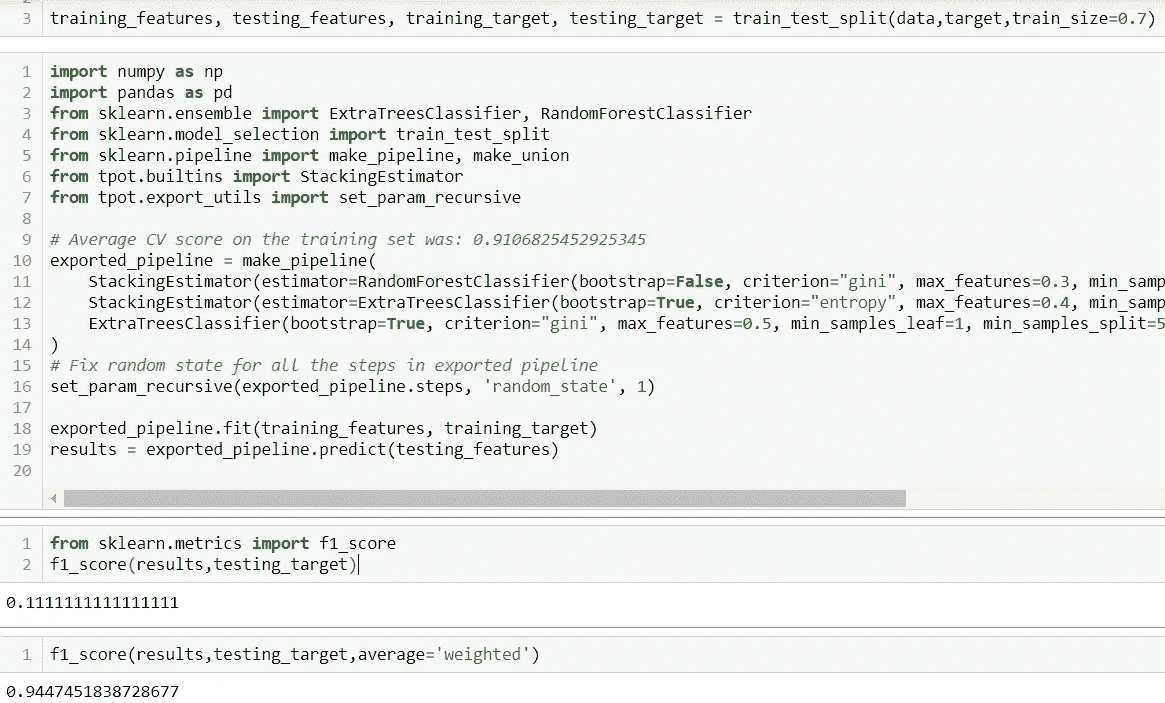 3 training_features, testing_features, training_target, testing_target = train_test_split(data,target,train_size=0.7)
1 import numpy as np
2 import pandas as pd
3 from sklearn.ensemble import ExtraTreesClassifier, RandomForestClassifier
4 from sklearn.model_selection import train_test_split
5 from sklearn.pipeline import make_pipeline, make_union
6 from tpot.builtins import StackingEstimator
7 from tpot.export_utils import set_param_recursive
8
9 # Average CV score on the training set was: 0.9106825452925345
10 exported_pipeline = make_pipeline(
11 StackingEstimator(estimator=RandomForestClassifier(bootstrap=False, criterion="gini", max_features=0.3, min_samp
12 StackingEstimator(estimator=ExtraTreesClassifier(bootstrap=True, criterion="entropy", max_features=0.4, min_samp
13 ExtraTreesClassifier(bootstrap=True, criterion="gini", max_features=0.5, min_samples_leaf=1, min_samples_split=5
14 )
15 # Fix random state for all the steps in exported pipeline
16 set_param_recursive(exported_pipeline.steps, 'random_state', 1)
17
18 exported_pipeline.fit(training_features, training_target)
19 results = exported_pipeline.predict(testing_features)
20
1 from sklearn.metrics import f1_score
2 f1_score(results,testing_target)
0.1111111111111111
1 f1_score(results,testing_target,average='weighted')
0.9447451838728677